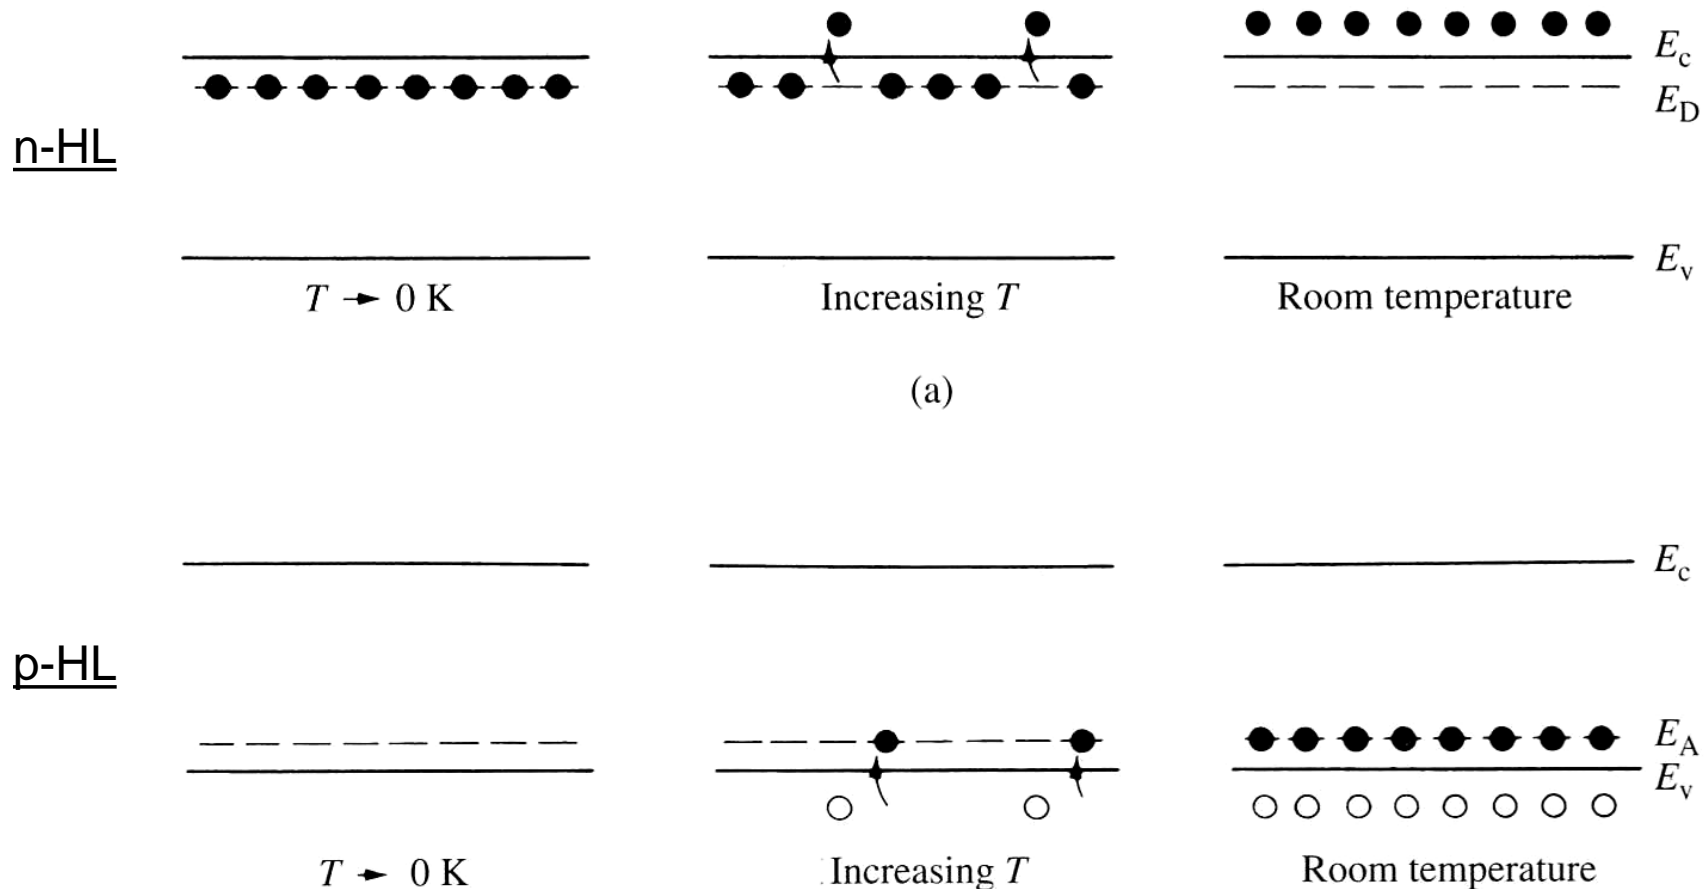 E_c
E_D
n-HL
E_v
T → 0 K
Increasing T
Room temperature
(a)
E_c
p-HL
E_A
E_v
T → 0 K
Increasing T
Room temperature